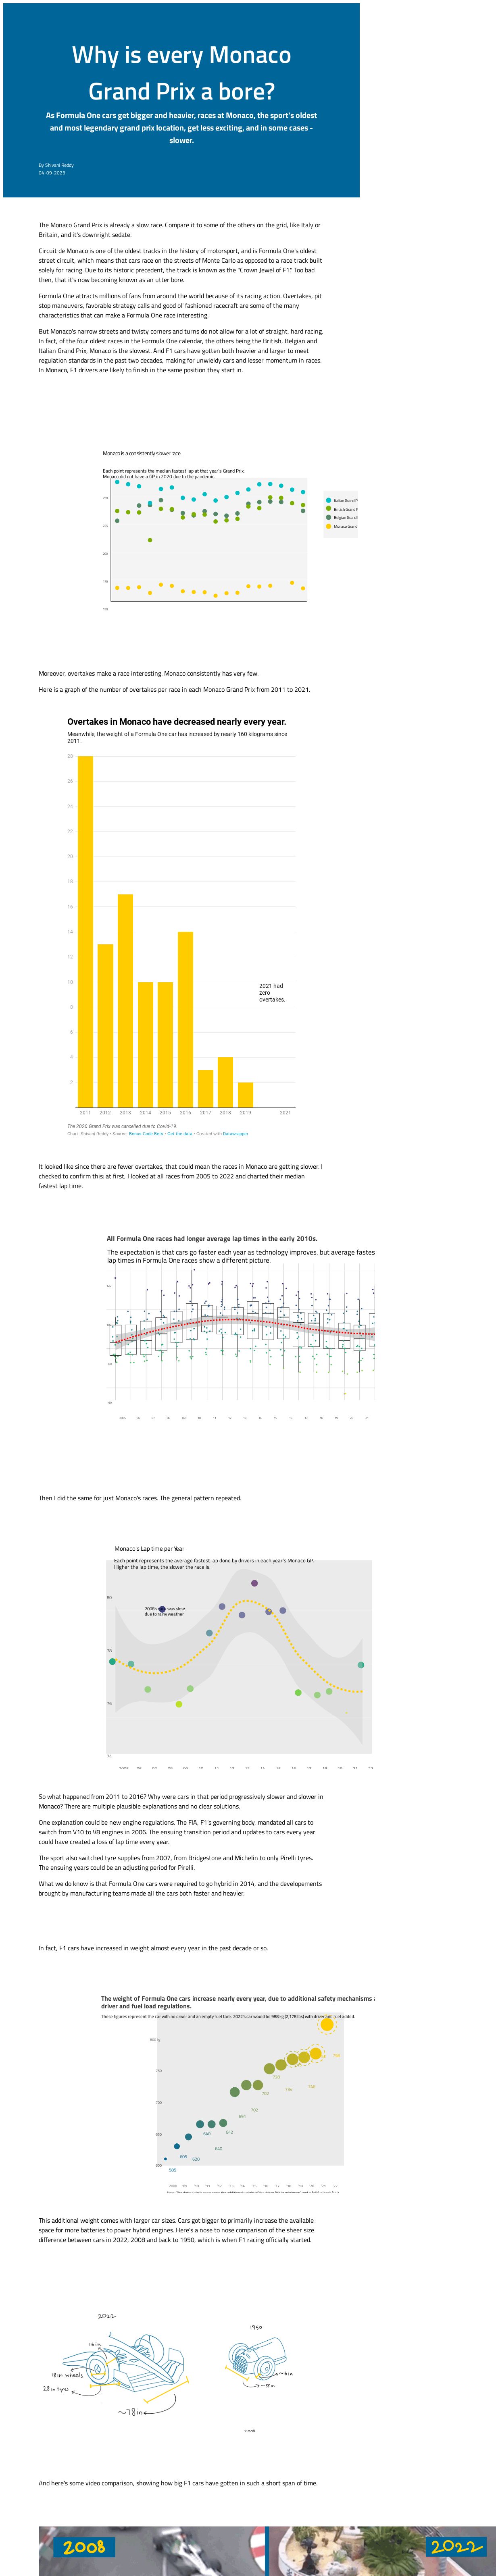 Why is every Monaco
Grand Prix a bore?
As Formula One cars get bigger and heavier, races at Monaco, the sport's oldest
and most legendary grand prix location, get less exciting, and in some cases -
slower.
By Shivani Reddy
04-09-2023
The Monaco Grand Prix is already a slow race. Compare it to some of the others on the grid, like Italy or
Britain, and it's downright sedate.
Circuit de Monaco is one of the oldest tracks in the history of motorsport, and is Formula One's oldest
street circuit, which means that cars race on the streets of Monte Carlo as opposed to a race track built
solely for racing. Due to its historic precedent, the track is known as the "Crown Jewel of F1." Too bad
then, that it's now becoming known as an utter bore.
Formula One attracts millions of fans from around the world because of its racing action. Overtakes, pit
stop maneuvers, favorable strategy calls and good ol' fashioned racecraft are some of the many
characteristics that can make a Formula One race interesting.
But Monaco's narrow streets and twisty corners and turns do not allow for a lot of straight, hard racing.
In fact, of the four oldest races in the Formula One calendar, the others being the British, Belgian and
Italian Grand Prix, Monaco is the slowest. And F1 cars have gotten both heavier and larger to meet
regulation standards in the past two decades, making for unwieldy cars and lesser momentum in races.
In Monaco, F1 drivers are likely to finish in the same position they start in.
Monaco is a consistently slower race.
Each point represents the median fastest lap at that year's Grand Prix.
Monaco did not have a GP in 2020 due to the pandemic.
Italian Grand P
British Grand P
Belgian Grand
Monaco Grand
Moreover, overtakes make a race interesting. Monaco consistently has very few.
Here is a graph of the number of overtakes per race in each Monaco Grand Prix from 2011 to 2021.
Overtakes in Monaco have decreased nearly every year.
Meanwhile, the weight of a Formula One car has increased by nearly 160 kilograms since
2011.
28
26
24
22
20
18
16
14
12
10
2021 had
zero
overtakes.
8
6
4
2
2011 2012 2013 2014 2015 2016 2017 2018 2019 2021
The 2020 Grand Prix was cancelled due to Covid-19.
Chart: Shivani Reddy • Source: Bonus Code Bets • Get the data • Created with Datawrapper
It looked like since there are fewer overtakes, that could mean the races in Monaco are getting slower. I
checked to confirm this: at first, I looked at all races from 2005 to 2022 and charted their median
fastest lap time.
All Formula One races had longer average lap times in the early 2010s.
The expectation is that cars go faster each year as technology improves, but average fastes
lap times in Formula One races show a different picture.
Then I did the same for just Monaco's races. The general pattern repeated.
Monaco's Lap time per Year
Each point represents the average fastest lap done by drivers in each year's Monaco GP.
Higher the lap time, the slower the race is.
80
2008's was slow
due to rainy weather
78
76
74
So what happened from 2011 to 2016? Why were cars in that period progressively slower and slower in
Monaco? There are multiple plausible explanations and no clear solutions.
One explanation could be new engine regulations. The FIA, F1's governing body, mandated all cars to
switch from V10 to V8 engines in 2006. The ensuing transition period and updates to cars every year
could have created a loss of lap time every year.
The sport also switched tyre supplies from 2007, from Bridgestone and Michelin to only Pirelli tyres.
The ensuing years could be an adjusting period for Pirelli.
What we do know is that Formula One cars were required to go hybrid in 2014, and the developements
brought by manufacturing teams made all the cars both faster and heavier.
In fact, F1 cars have increased in weight almost every year in the past decade or so.
The weight of Formula One cars increase nearly every year, due to additional safety mechanisms a
driver and fuel load regulations.
These figures represent the car with no driver and an empty fuel tank. 2022's car would be 988 kg (2,178 lbs) with driver and fuel added.
800 kg
702
702
691
642
640
640
620
605
585
2008 '09 '10 '11 '12 '13 '14 '15 '16 '17 '18 '19 '20 '21 '22
This additional weight comes with larger car sizes. Cars got bigger to primarily increase the available
space for more batteries to power hybrid engines. Here's a nose to nose comparison of the sheer size
difference between cars in 2022, 2008 and back to 1950, which is when F1 racing officially started.
2022
1950
16 in
18 in wheels
28 in tyres
~78 in
And here's some video comparison, showing how big F1 cars have gotten in such a short span of time.
2008
2022